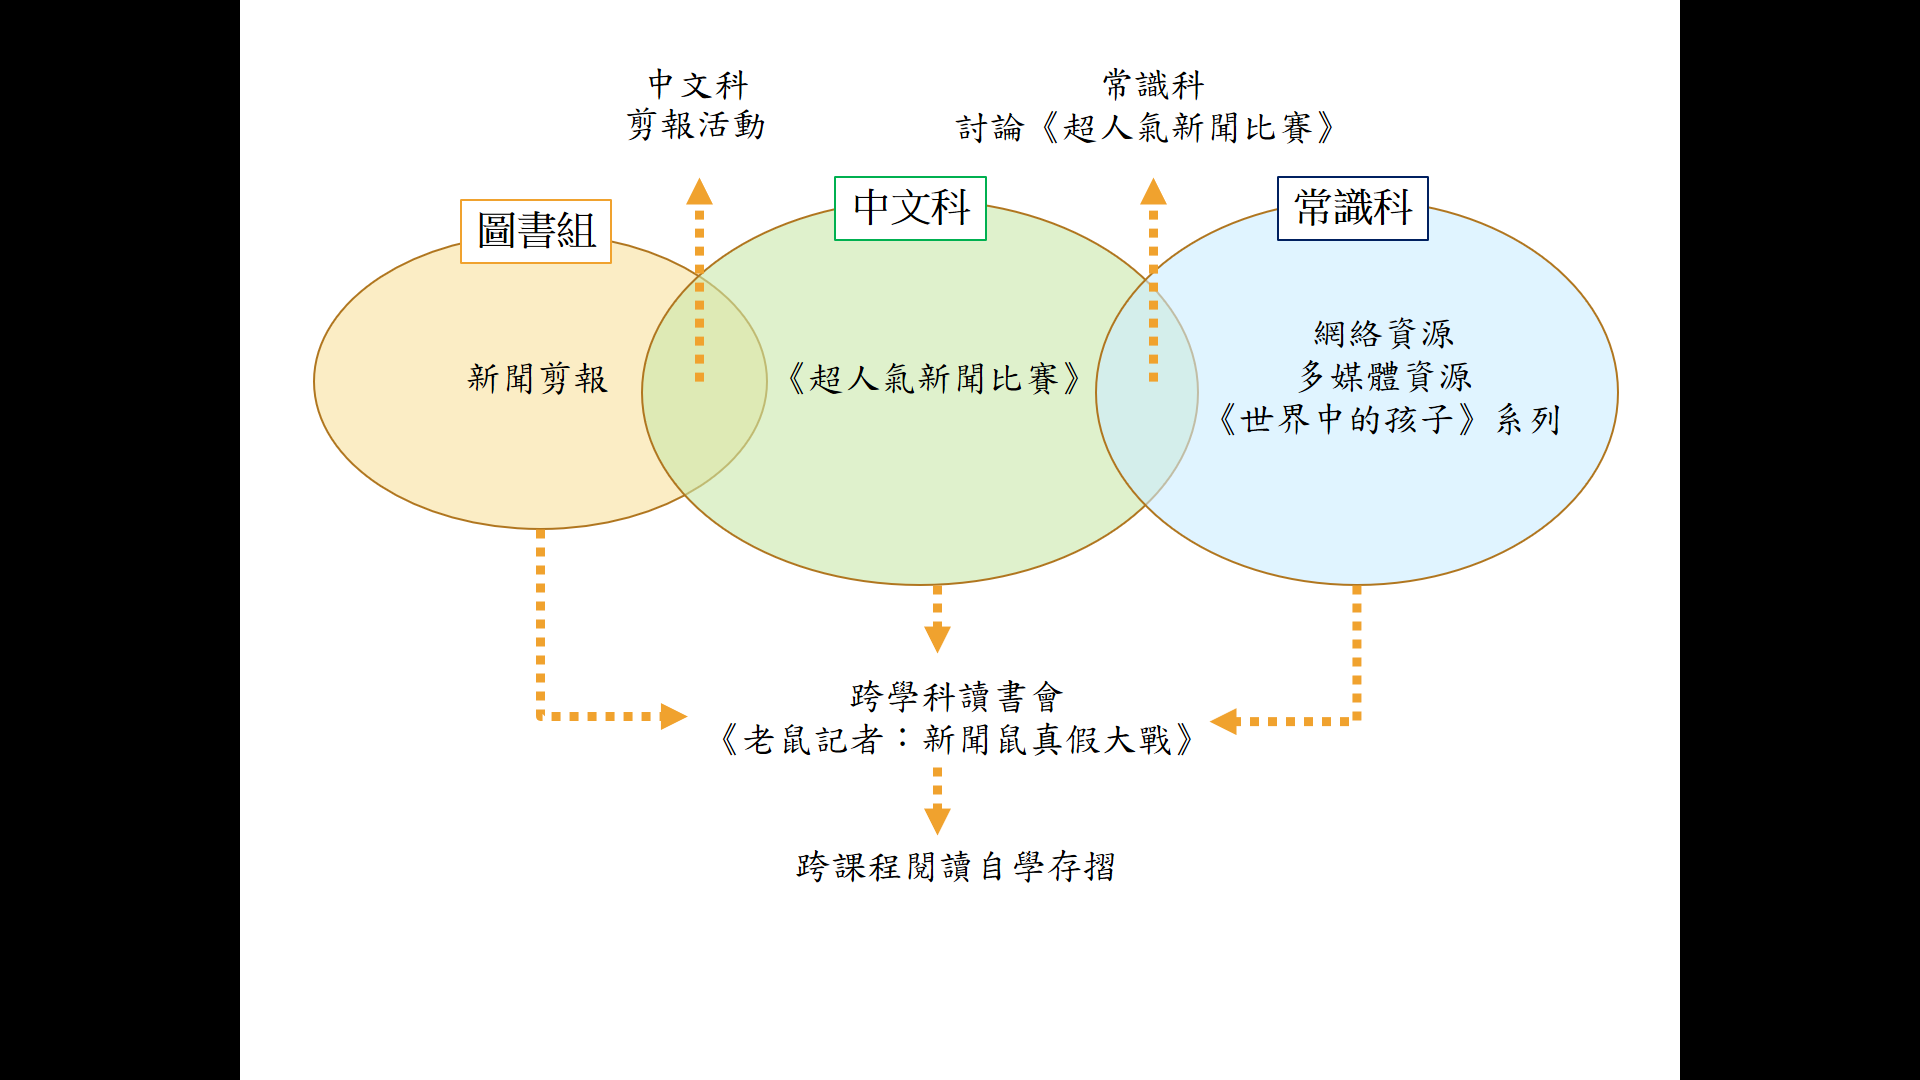 中文科
剪報活動
常識科
討論《超人氣新聞比賽》
圖書組
中文科
常識科
新聞剪報
《超人氣新聞比賽》
網絡資源
多媒體資源
《世界中的孩子》系列
跨學科讀書會
《老鼠記者：新聞鼠真假大戰》
跨課程閱讀自學存摺